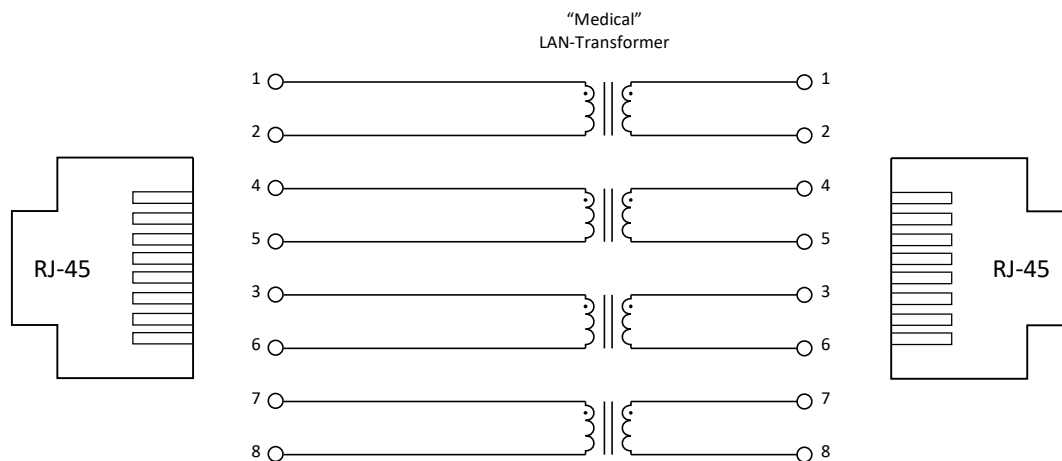 “Medical”
LAN-Transformer
1 1
2 2
4 4
5 5
RJ-45 RJ-45
3 3
6 6
7 7
8 8